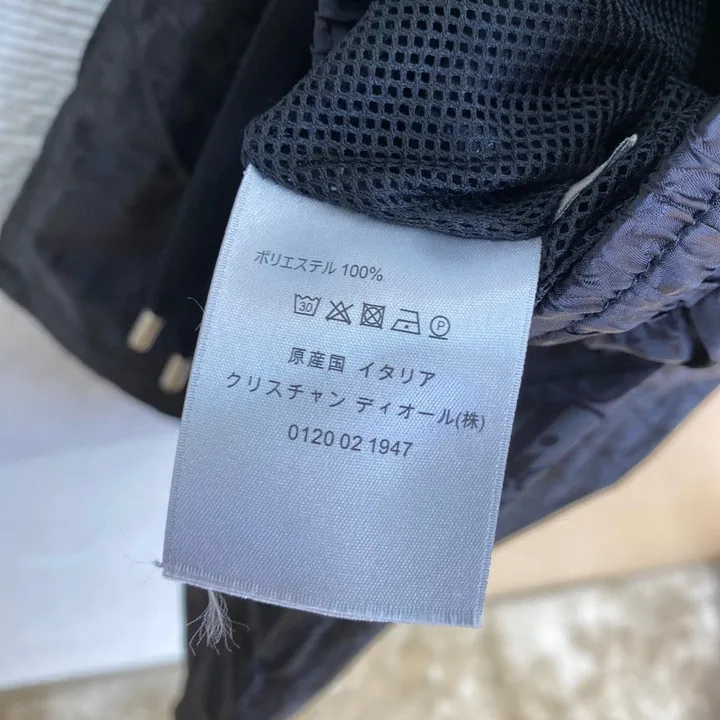 ポリエステル 100%
30 P
原産国 イタリア
クリスチャン ディオール(株)
0120 02 1947